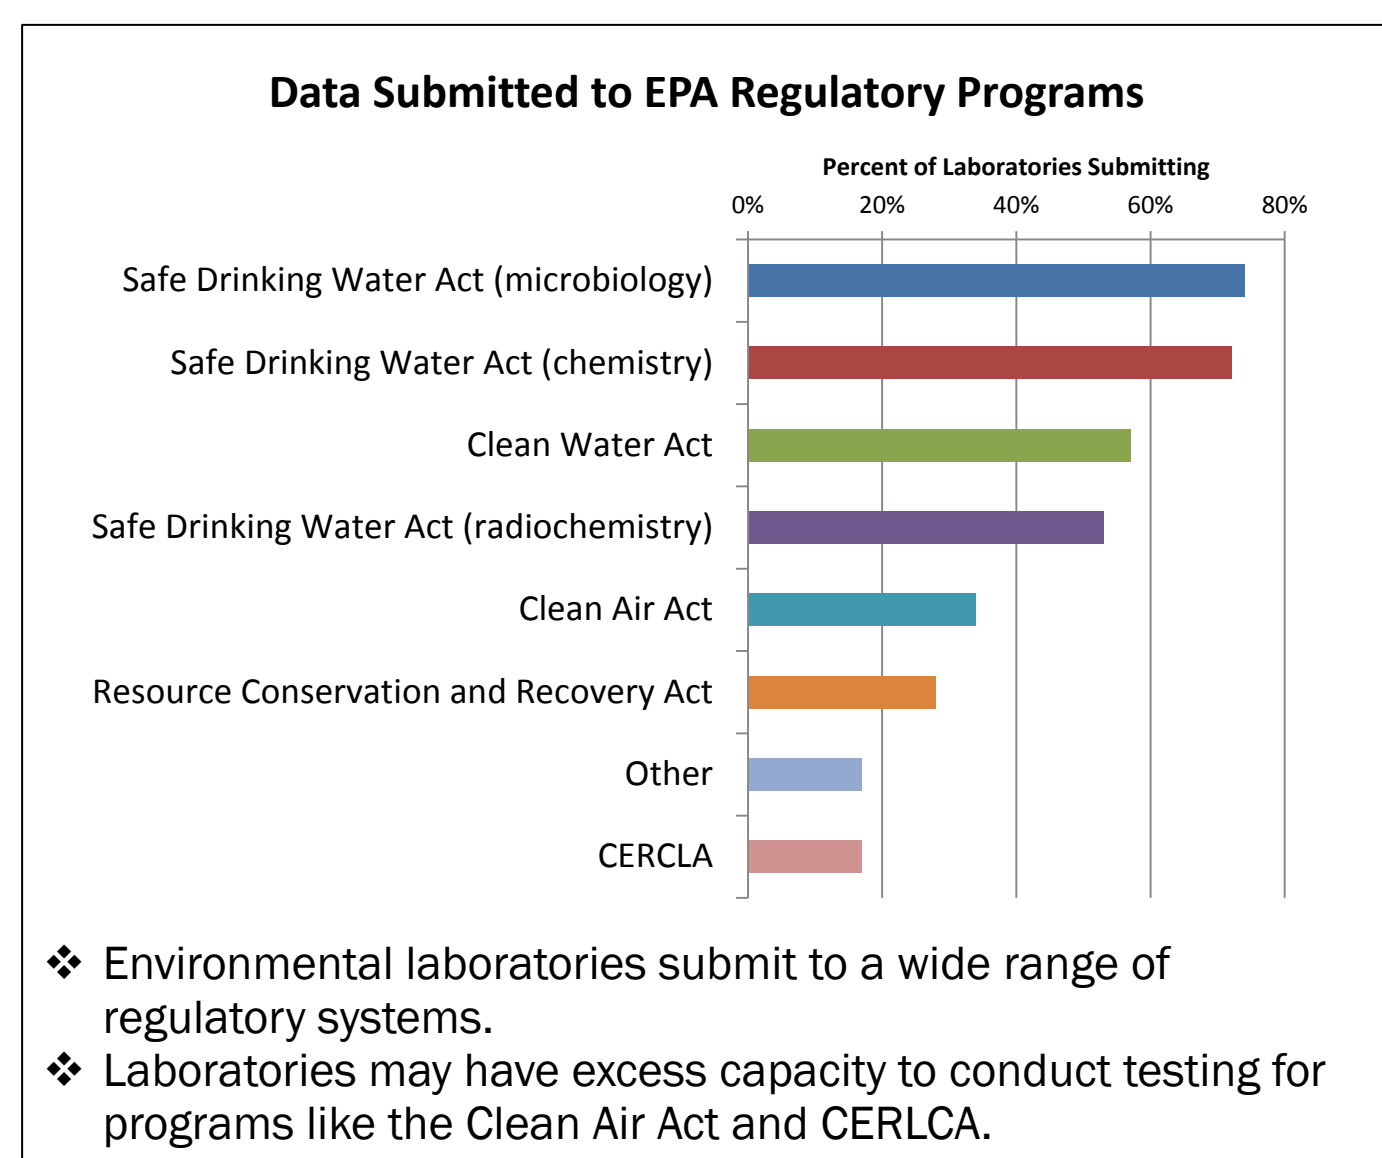 Data Submitted to EPA Regulatory Programs
Percent of Laboratories Submitting
0% 20% 40% 60% 80%
Safe Drinking Water Act (microbiology)
Safe Drinking Water Act (chemistry)
Clean Water Act
Safe Drinking Water Act (radiochemistry)
Clean Air Act
Resource Conservation and Recovery Act
Other
CERCLA
❖ Environmental laboratories submit to a wide range of
regulatory systems.
❖ Laboratories may have excess capacity to conduct testing for
programs like the Clean Air Act and CERLCA.